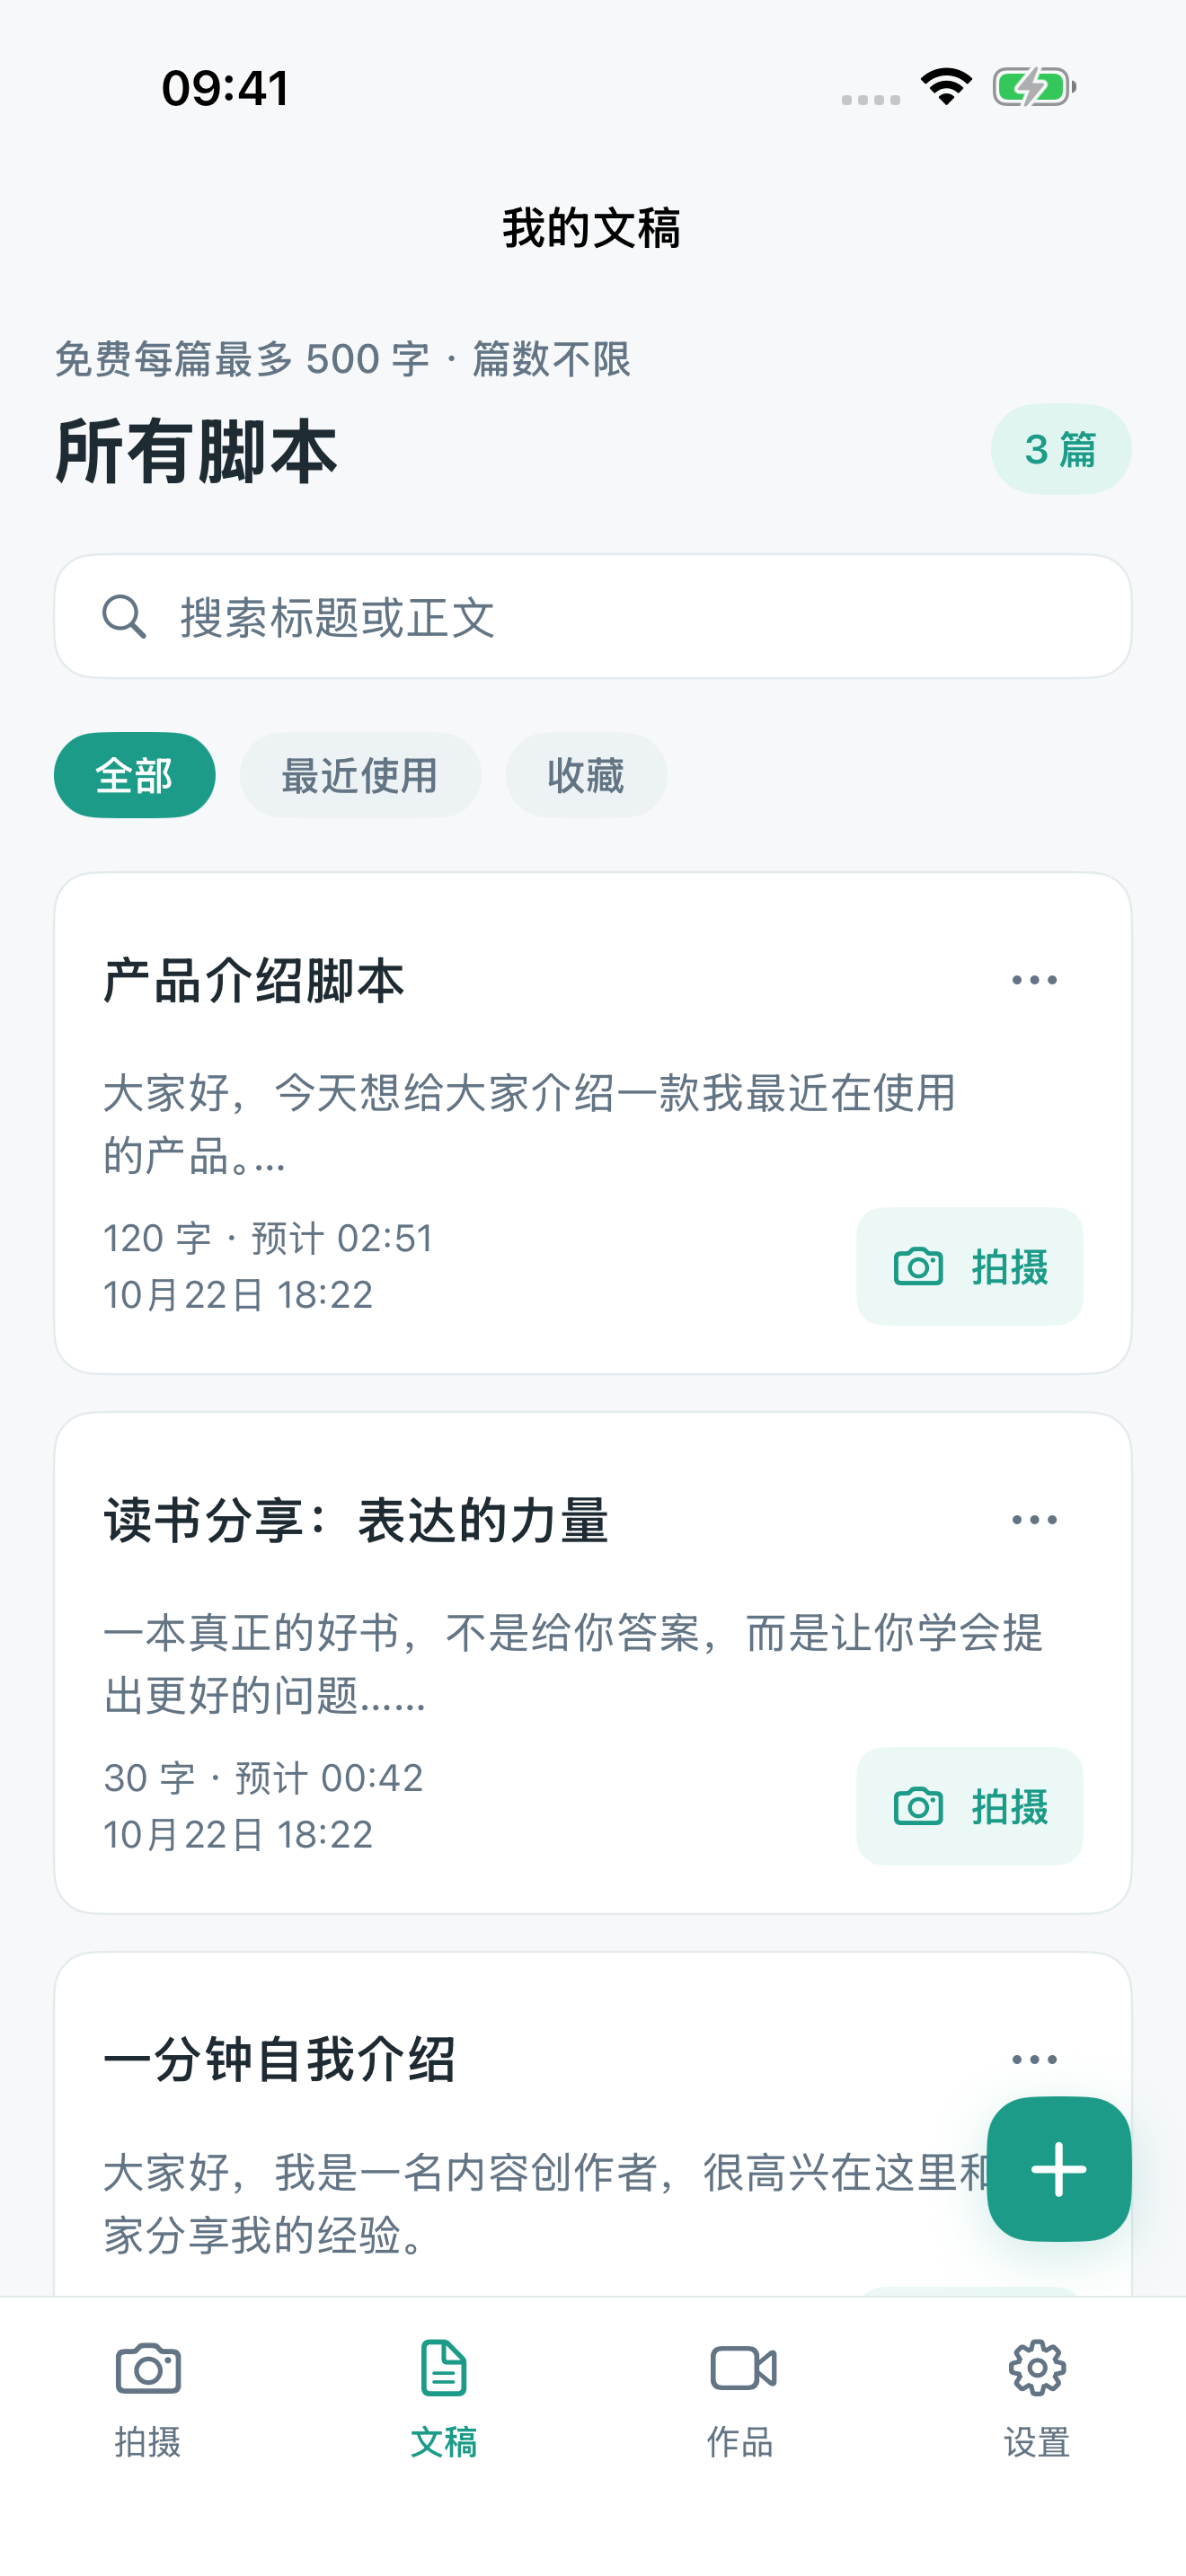 09:41
我的文稿
免费每篇最多 500 字 · 篇数不限
所有脚本
3 篇
搜索标题或正文
全部
最近使用
收藏
产品介绍脚本
大家好，今天想给大家介绍一款我最近在使用
的产品。...
120 字 · 预计 02:51
10月22日 18:22
拍摄
读书分享：表达的力量
一本真正的好书，不是给你答案，而是让你学会提
出更好的问题......
30 字 · 预计 00:42
10月22日 18:22
拍摄
一分钟自我介绍
大家好，我是一名内容创作者，很高兴在这里
家分享我的经验。
拍摄
文稿
作品
设置